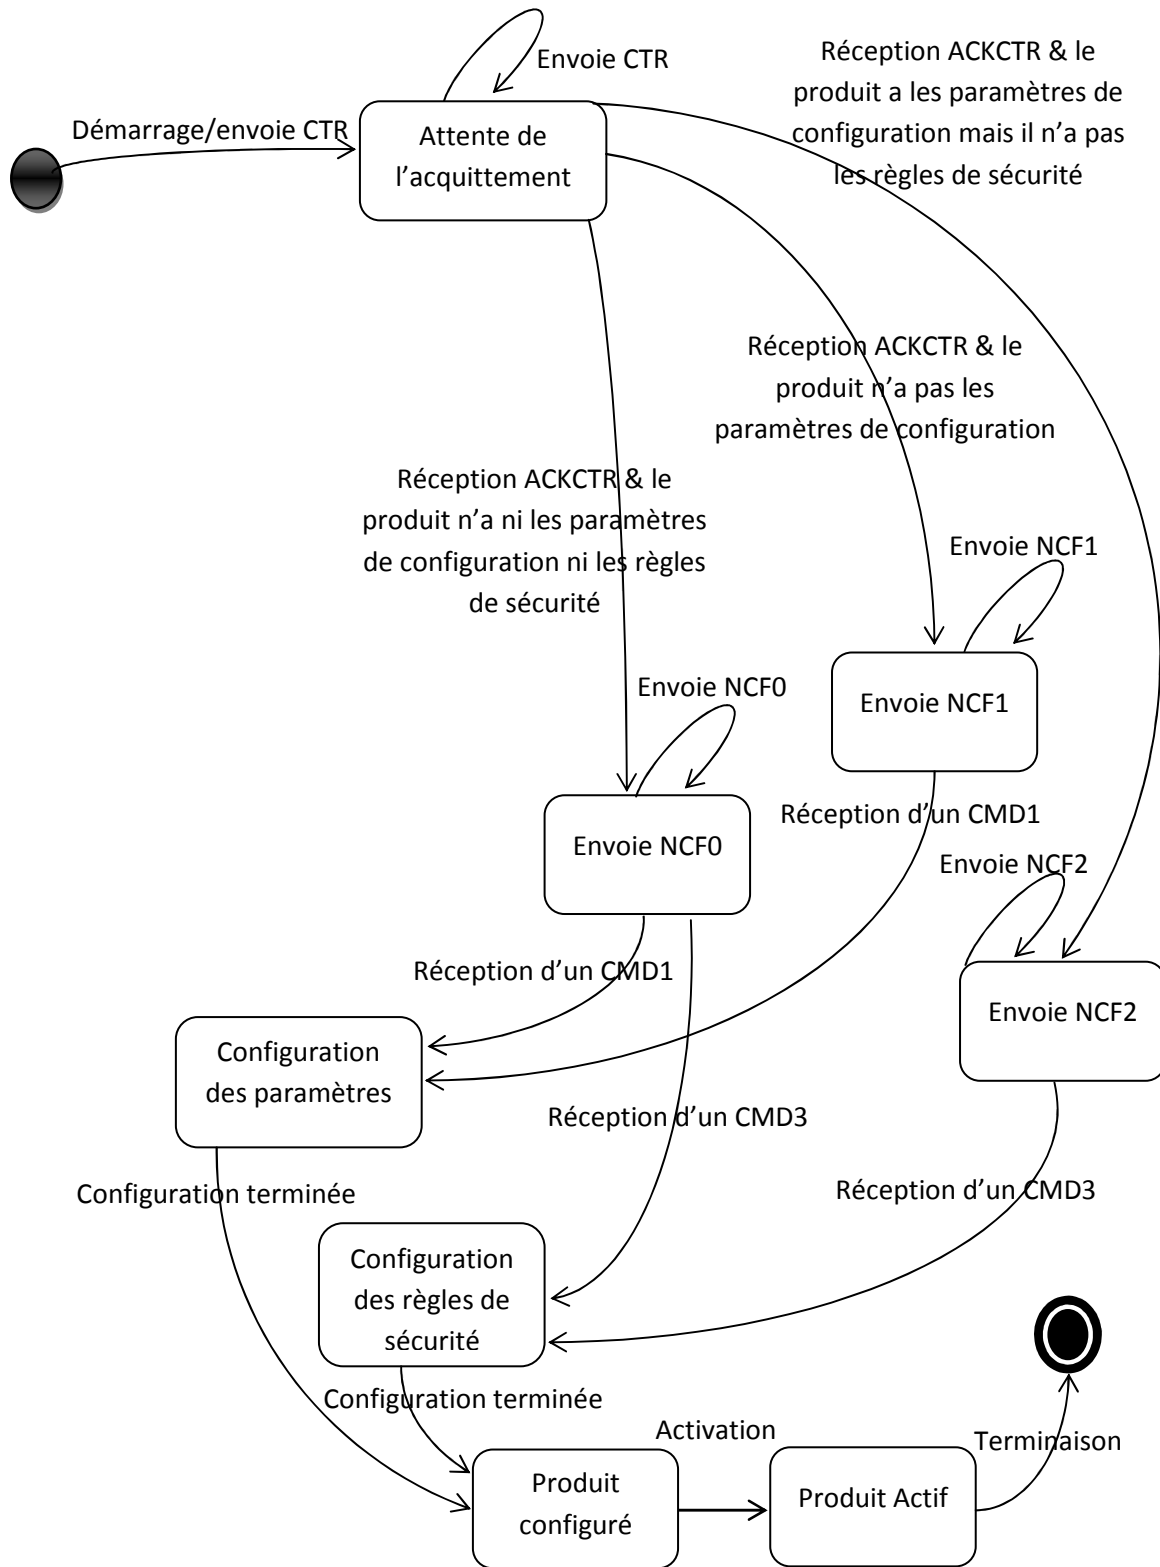 Envoie CTR
Réception ACKCTR & le
produit a les paramètres de
configuration mais il n’a pas
les règles de sécurité
Démarrage/envoie CTR
Attente de
l’acquittement
Réception ACKCTR & le
produit n’a pas les
paramètres de configuration
Réception ACKCTR & le
produit n’a ni les paramètres
de configuration ni les règles
de sécurité
Envoie NCF1
Envoie NCF1
Envoie NCF0
Envoie NCF0
Réception d’un CMD1
Envoie NCF2
Envoie NCF2
Réception d’un CMD1
Configuration
des paramètres
Réception d’un CMD3
Réception d’un CMD3
Configuration terminée
Configuration
des règles de
sécurité
Configuration terminée
Activation
Terminaison
Produit
configuré
Produit Actif